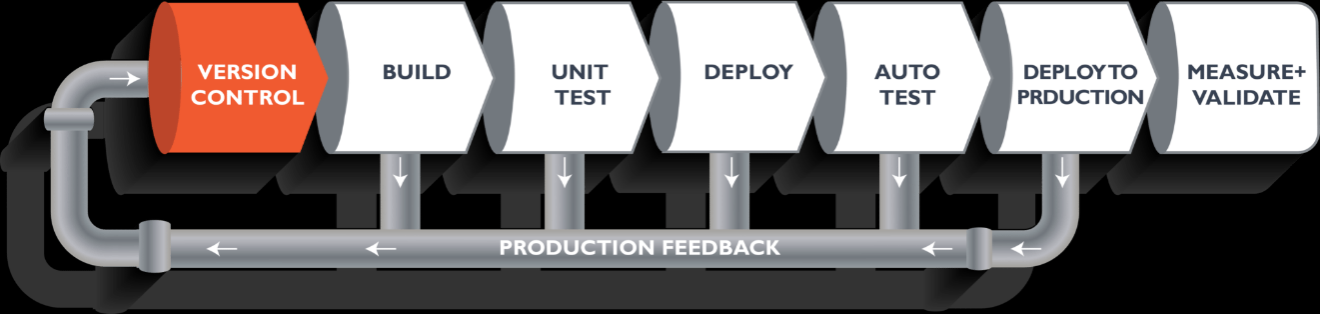 VERSION
CONTROL
BUILD
UNIT
TEST
DEPLOY
AUTO
TEST
DEPLOY TO
PRDUCTION
MEASURE+
VALIDATE
PRODUCTION FEEDBACK